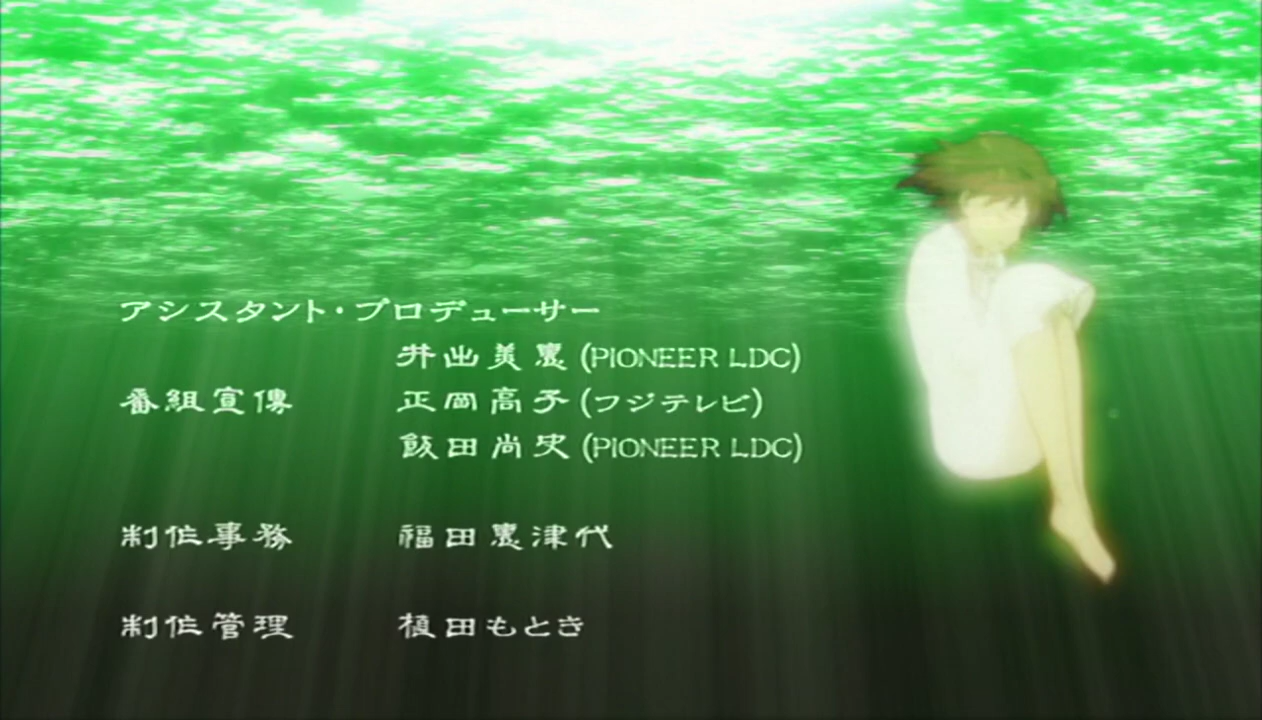 アシスタント・プロデューサー
井出美恵(PIONEER LDC)
番組宣傳 正岡高子(フジテレビ)
飯田尚史(PIONEER LDC)
制作事務 福田恵津代
制作管理 植田もとき